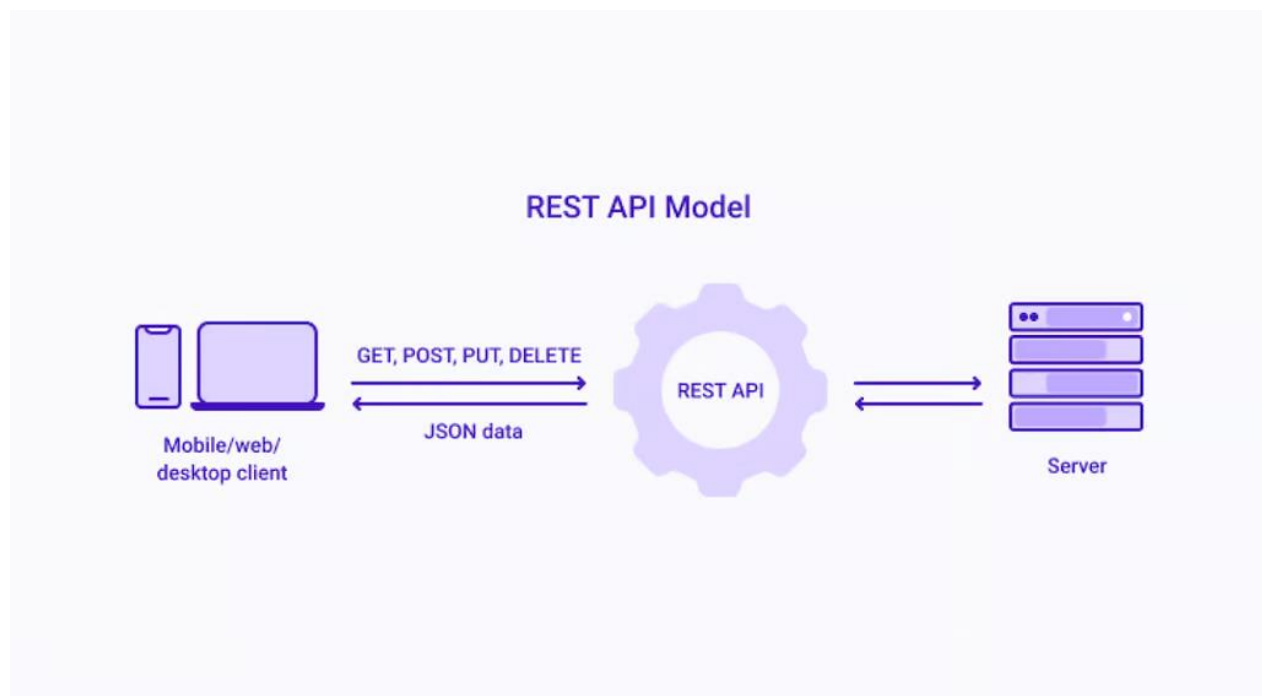 REST API Model
GET, POST, PUT, DELETE
REST API
JSON data
Mobile/web/
desktop client
Server